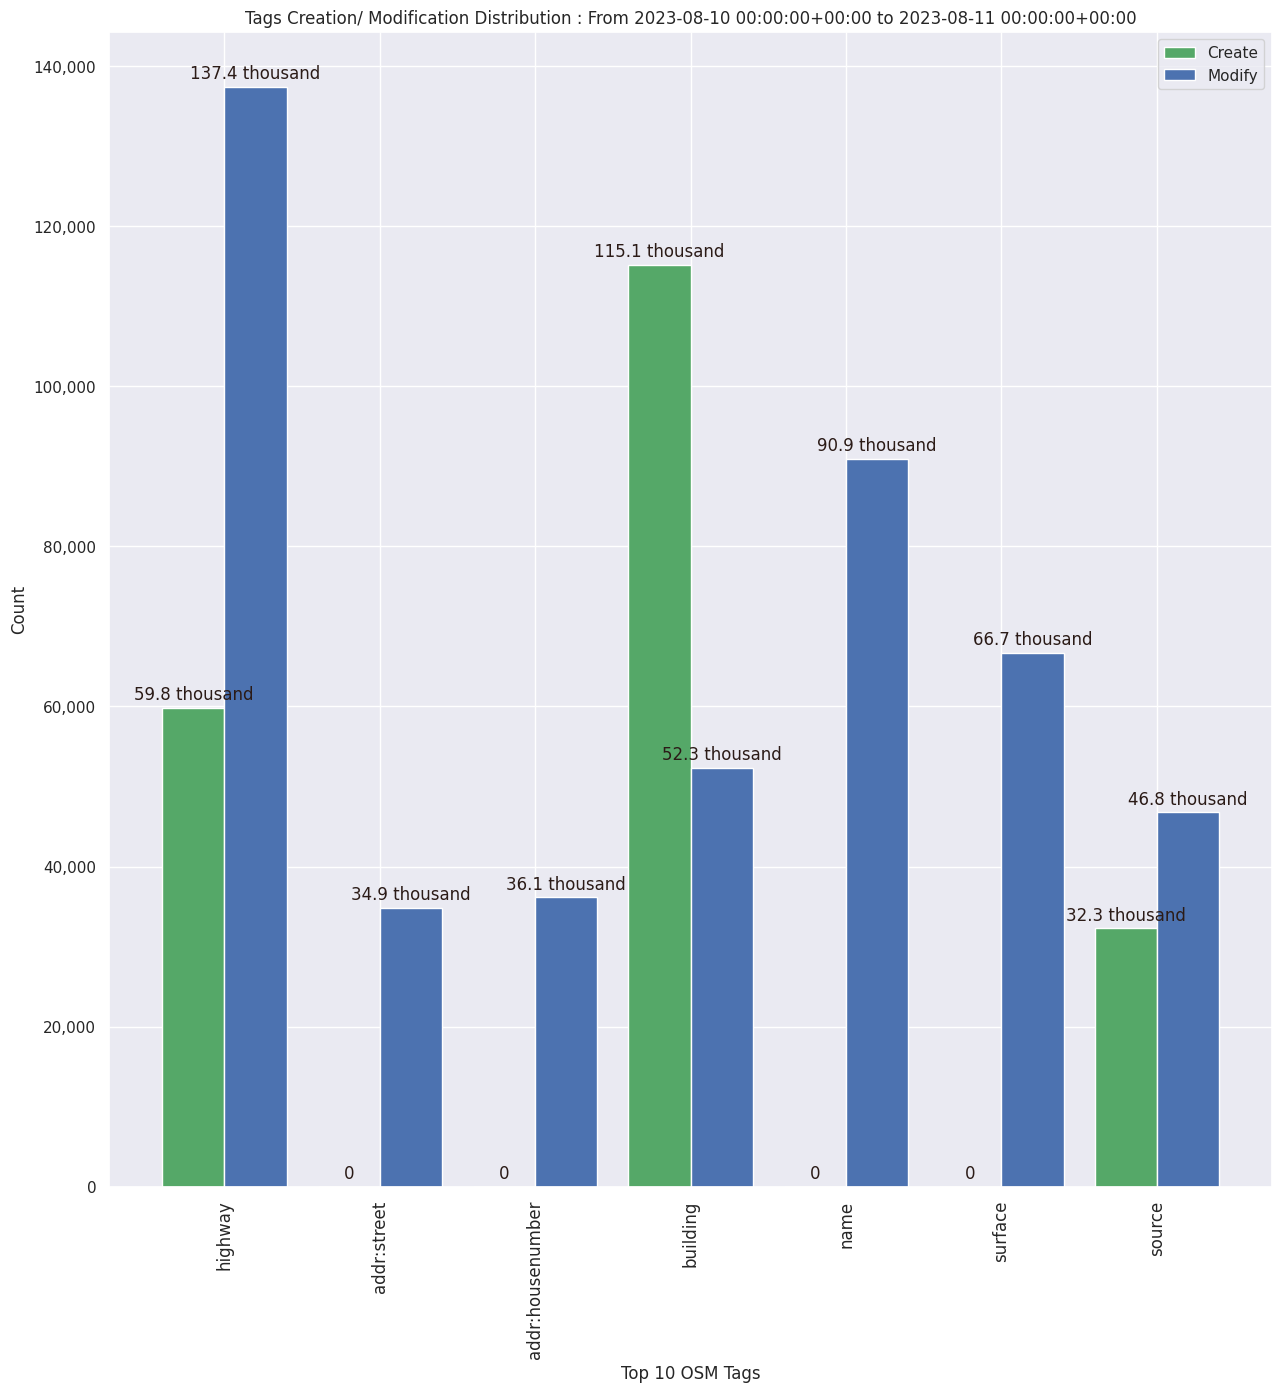 Tags Creation/ Modification Distribution : From 2023-08-10 00:00:00+00:00 to 2023-08-11 00:00:00+00:00
Create
Modify
140,000
120,000
100,000
80,000
60,000
40,000
20,000
0
Count
137.4 thousand
59.8 thousand
34.9 thousand
0
36.1 thousand
0
115.1 thousand
52.3 thousand
90.9 thousand
0
66.7 thousand
0
46.8 thousand
32.3 thousand
highway
addr:street
addr:housenumber
building
name
surface
source
Top 10 OSM Tags